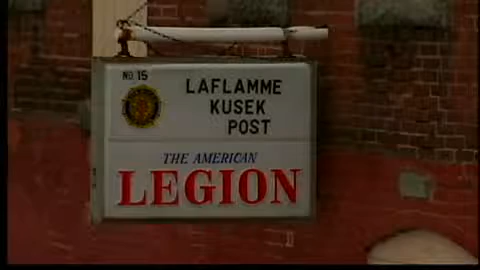 NO. 15
LAFLAMME
KUSEK
POST
THE AMERICAN
LEGION